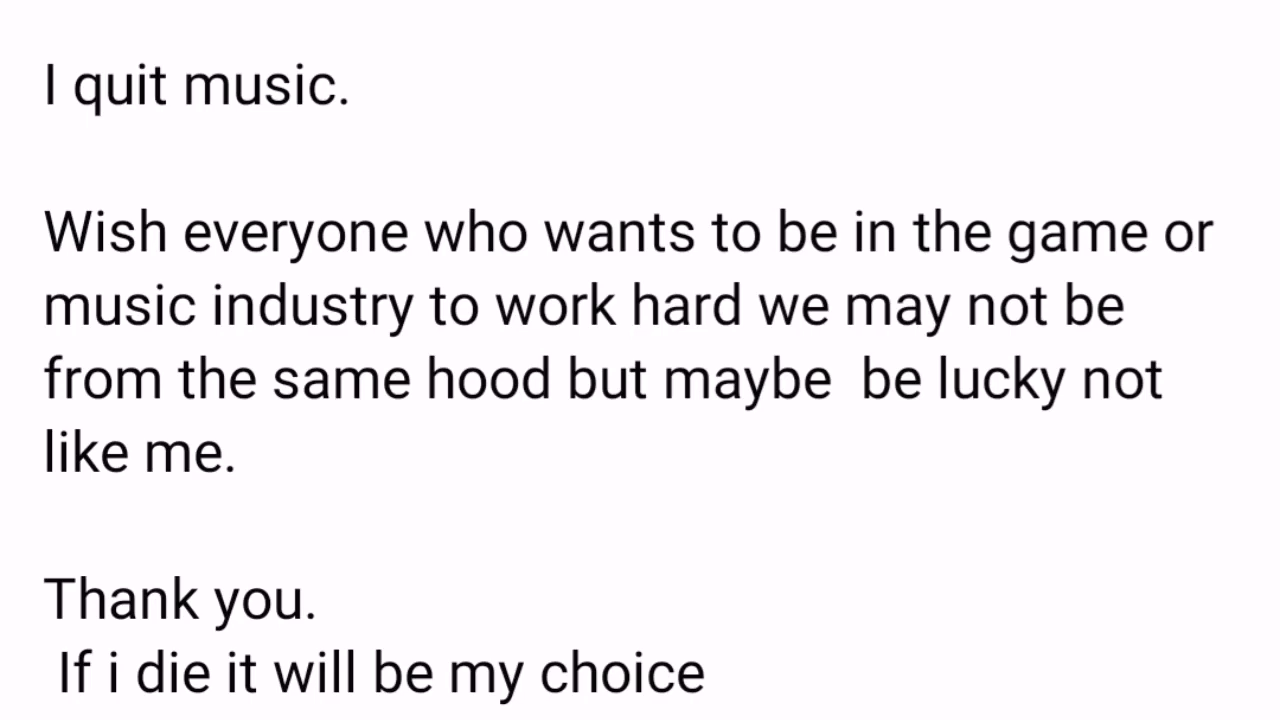 I quit music.
Wish everyone who wants to be in the game or
music industry to work hard we may not be
from the same hood but maybe  be lucky not
like me.
Thank you.
If i die it will be my choice